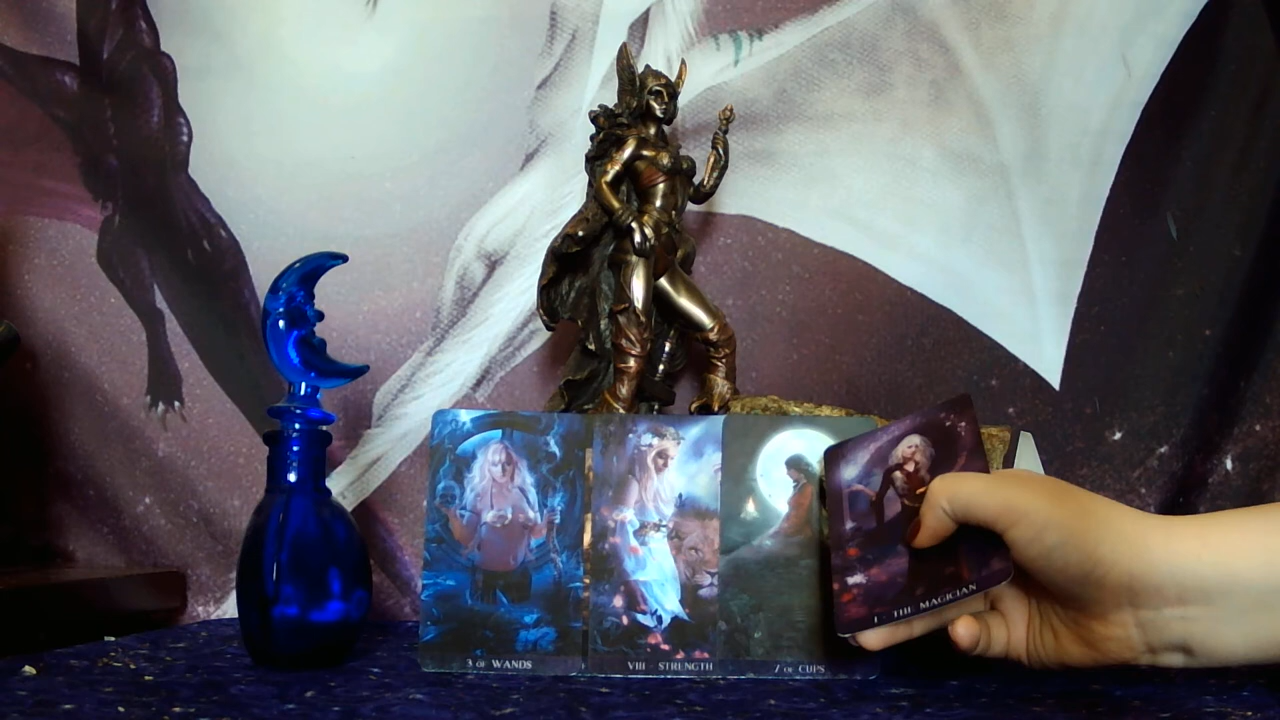 3 OF WANDS
VIII - STRENGTH
7 OF CUPS
I - THE MAGICIAN